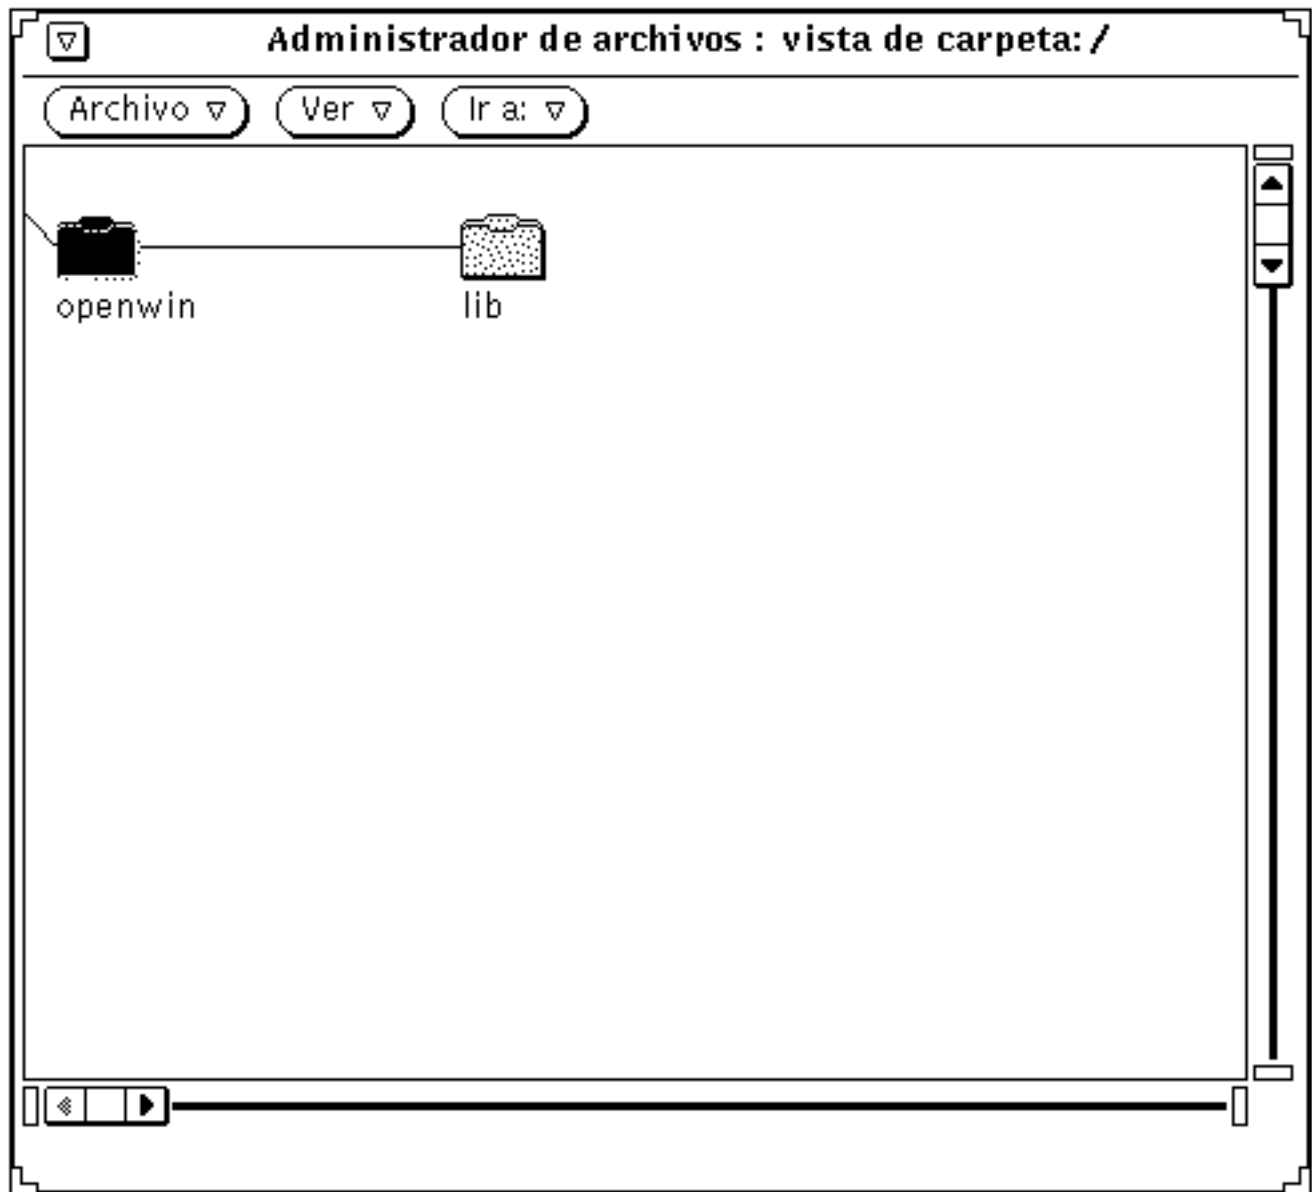 Administrador de archivos : vista de carpeta: /
Archivo Ver Ir a:
openwin lib